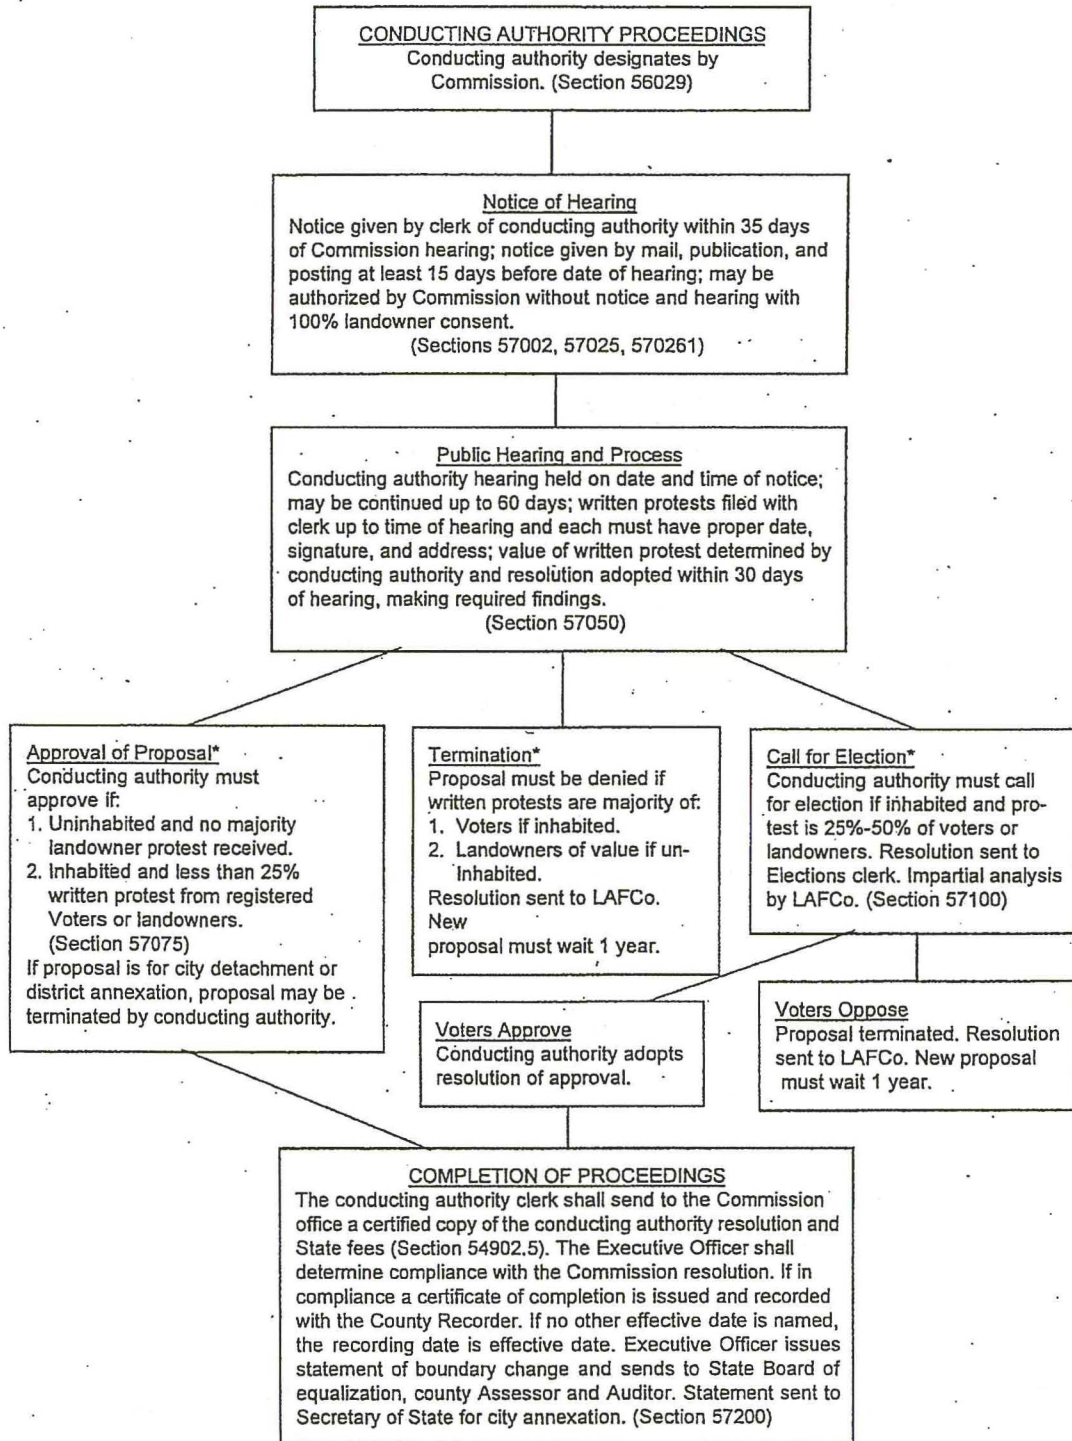 CONDUCTING AUTHORITY PROCEEDINGS
Conducting authority designates by
Commission. (Section 56029)
Notice of Hearing
Notice given by clerk of conducting authority within 35 days
of Commission hearing; notice given by mail, publication, and
posting at least 15 days before date of hearing; may be
authorized by Commission without notice and hearing with
100% landowner consent.
(Sections 57002, 57025, 570261)
Public Hearing and Process
Conducting authority hearing held on date and time of notice;
may be continued up to 60 days; written protests filed with
clerk up to time of hearing and each must have proper date,
signature, and address; value of written protest determined by
conducting authority and resolution adopted within 30 days
of hearing, making required findings.
(Section 57050)
Approval of Proposal*
Conducting authority must
approve if:
1. Uninhabited and no majority
landowner protest received.
2. Inhabited and less than 25%
written protest from registered
Voters or landowners.
(Section 57075)
If proposal is for city detachment or
district annexation, proposal may be
terminated by conducting authority.
Termination*
Proposal must be denied if
written protests are majority of:
1. Voters if inhabited.
2. Landowners of value if un-
Inhabited.
Resolution sent to LAFCo.
New
proposal must wait 1 year.
Call for Election*
Conducting authority must call
for election if inhabited and pro-
test is 25%-50% of voters or
landowners. Resolution sent to
Elections clerk. Impartial analysis
by LAFCo. (Section 57100)
Voters Approve
Conducting authority adopts
resolution of approval.
Voters Oppose
Proposal terminated. Resolution
sent to LAFCo. New proposal
must wait 1 year.
COMPLETION OF PROCEEDINGS
The conducting authority clerk shall send to the Commission
office a certified copy of the conducting authority resolution and
State fees (Section 54902.5). The Executive Officer shall
determine compliance with the Commission resolution. If in
compliance a certificate of completion is issued and recorded
with the County Recorder. If no other effective date is named,
the recording date is effective date. Executive Officer issues
statement of boundary change and sends to State Board of
equalization, county Assessor and Auditor. Statement sent to
Secretary of State for city annexation. (Section 57200)